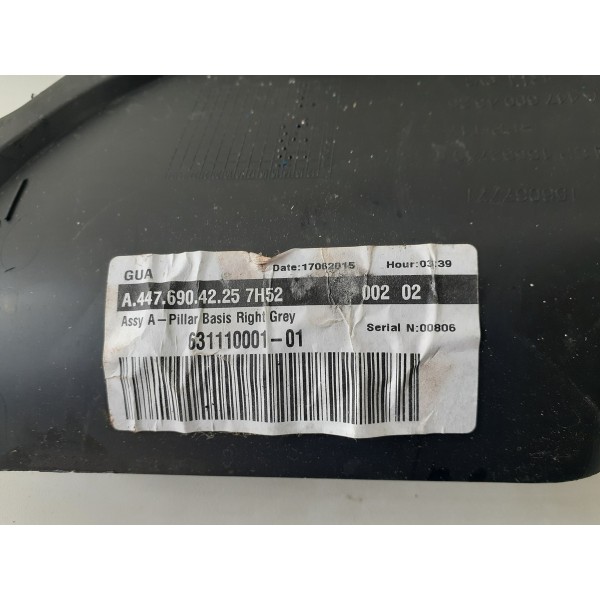 GUA Date:17062015 Hour:03:39
A.447.690.42.25 7H52 002 02
Assy A-Pillar Basis Right Grey
631110001-01 Serial N:00806